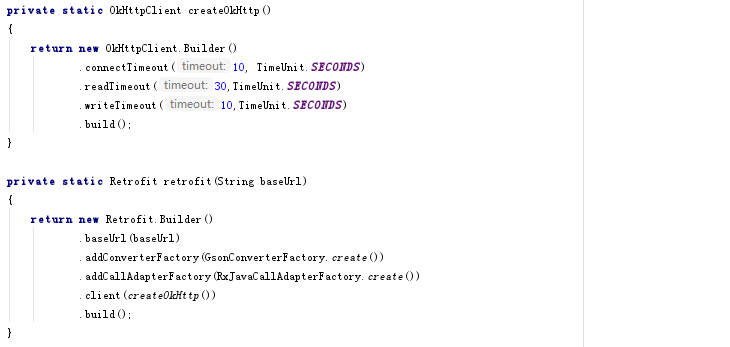 private static OkHttpClient createOkHttp()
{
    return new OkHttpClient.Builder()
            .connectTimeout( timeout: 10, TimeUnit.SECONDS)
            .readTimeout( timeout: 30,TimeUnit.SECONDS)
            .writeTimeout( timeout: 10,TimeUnit.SECONDS)
            .build();
}
private static Retrofit retrofit(String baseUrl)
{
    return new Retrofit.Builder()
            .baseUrl(baseUrl)
            .addConverterFactory(GsonConverterFactory.create())
            .addCallAdapterFactory(RxJavaCallAdapterFactory.create())
            .client(createOkHttp())
            .build();
}